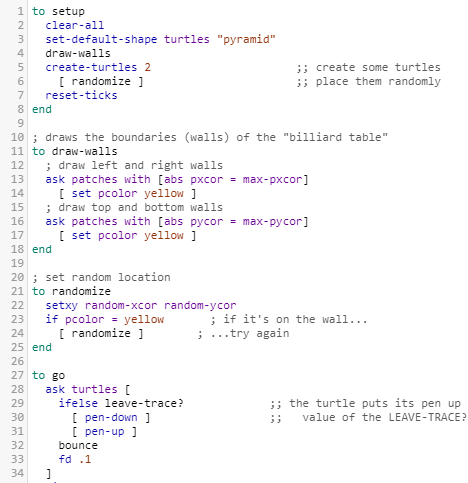 1 to setup
2 clear-all
3 set-default-shape turtles "pyramid"
4 draw-walls
5 create-turtles 2 ;; create some turtles
6 [ randomize ] ;; place them randomly
7 reset-ticks
8 end
9
10 ; draws the boundaries (walls) of the "billiard table"
11 to draw-walls
12 ; draw left and right walls
13 ask patches with [abs pxcor = max-pxcor]
14 [ set pcolor yellow ]
15 ; draw top and bottom walls
16 ask patches with [abs pycor = max-pycor]
17 [ set pcolor yellow ]
18 end
19
20 ; set random location
21 to randomize
22 setxy random-xcor random-ycor
23 if pcolor = yellow ; if it's on the wall...
24 [ randomize ] ; ...try again
25 end
26
27 to go
28 ask turtles [
29 ifelse leave-trace? ;; the turtle puts its pen up
30 [ pen-down ] ;; value of the LEAVE-TRACE?
31 [ pen-up ]
32 bounce
33 fd .1
34 ]